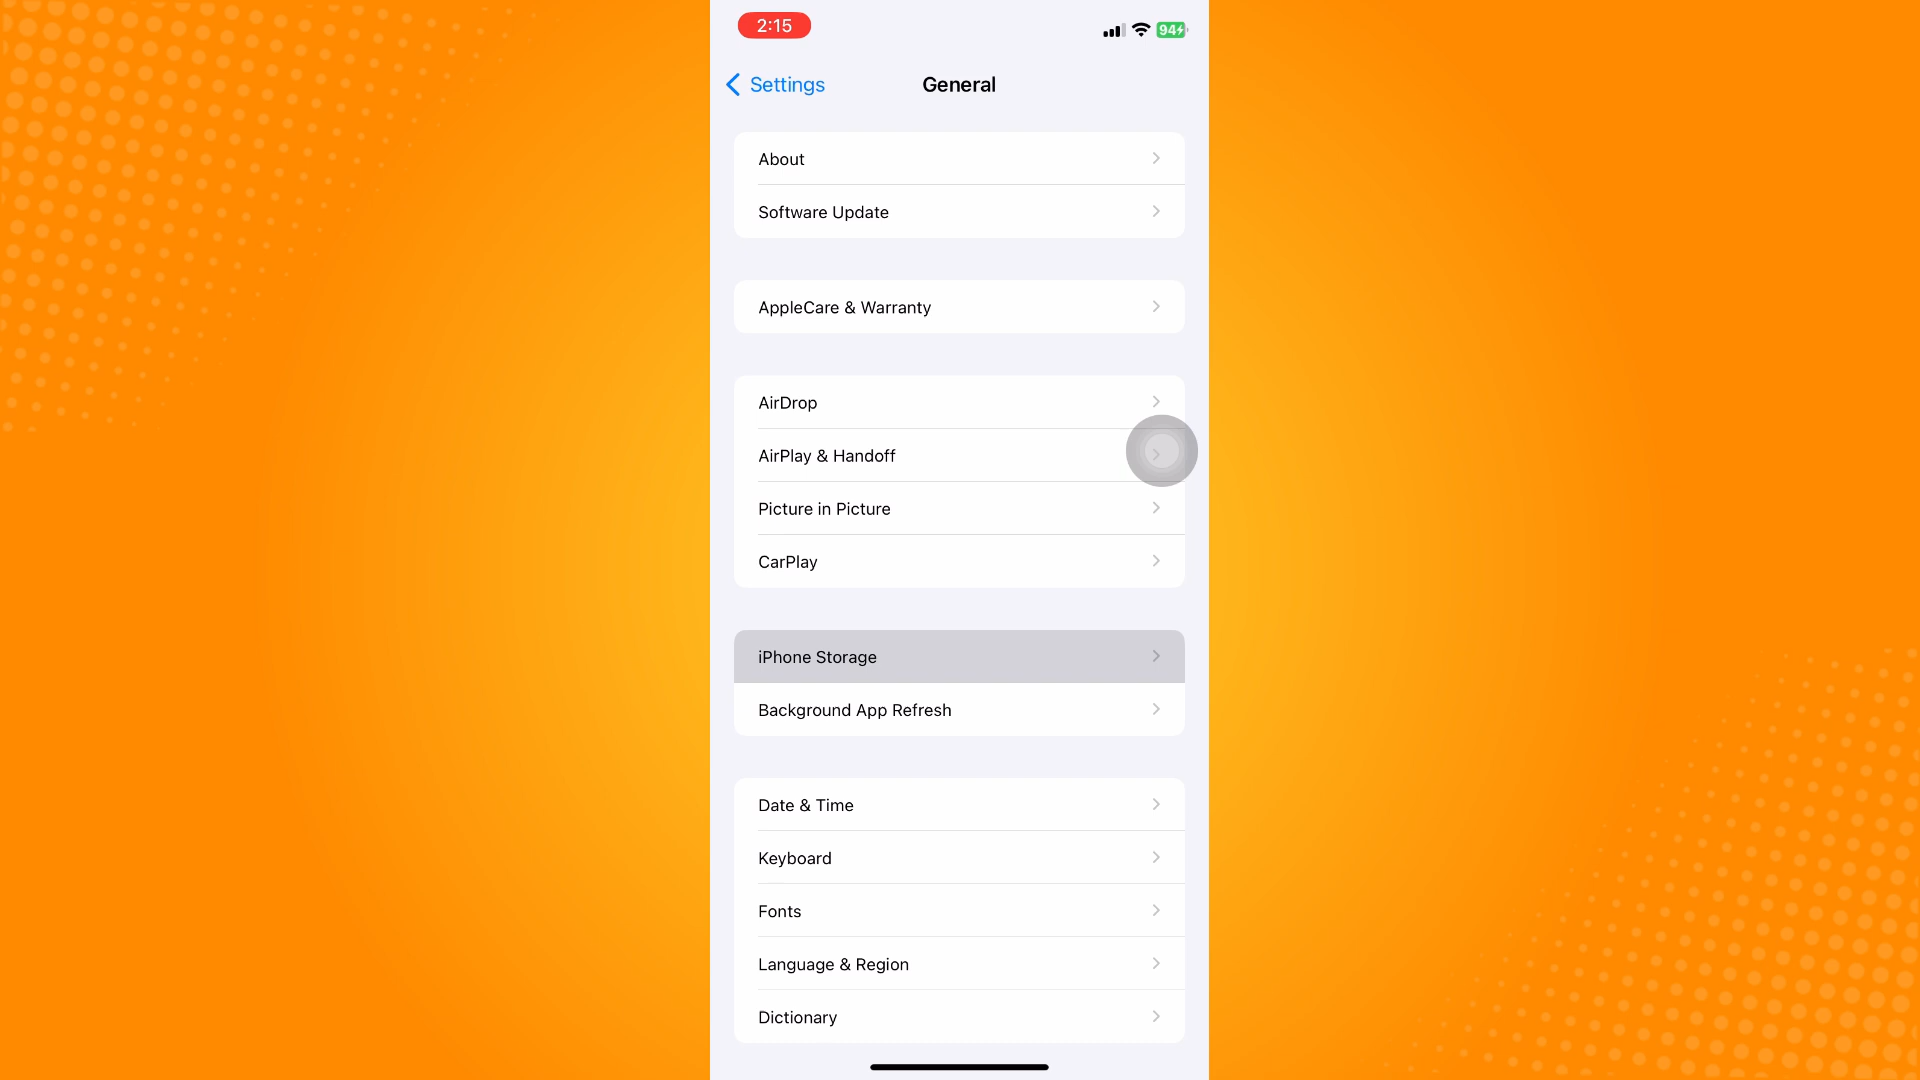 2:15
94
Settings
General
About
Software Update
AppleCare & Warranty
AirDrop
AirPlay & Handoff
Picture in Picture
CarPlay
iPhone Storage
Background App Refresh
Date & Time
Keyboard
Fonts
Language & Region
Dictionary